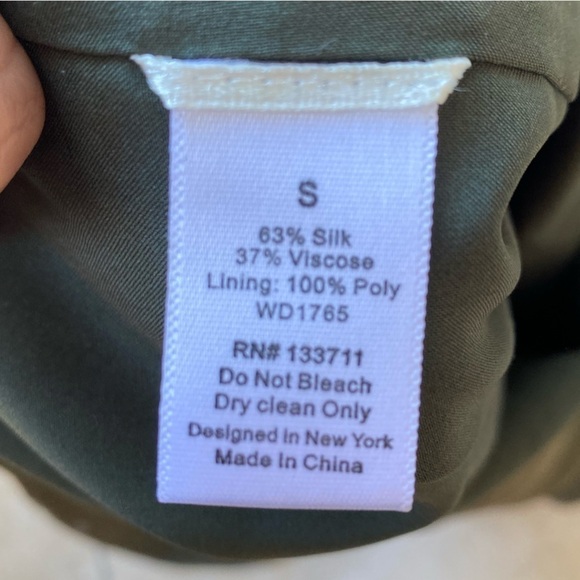 S
63% Silk
37% Viscose
Lining: 100% Poly
WD1765
RN# 133711
Do Not Bleach
Dry clean Only
Designed in New York
Made In China